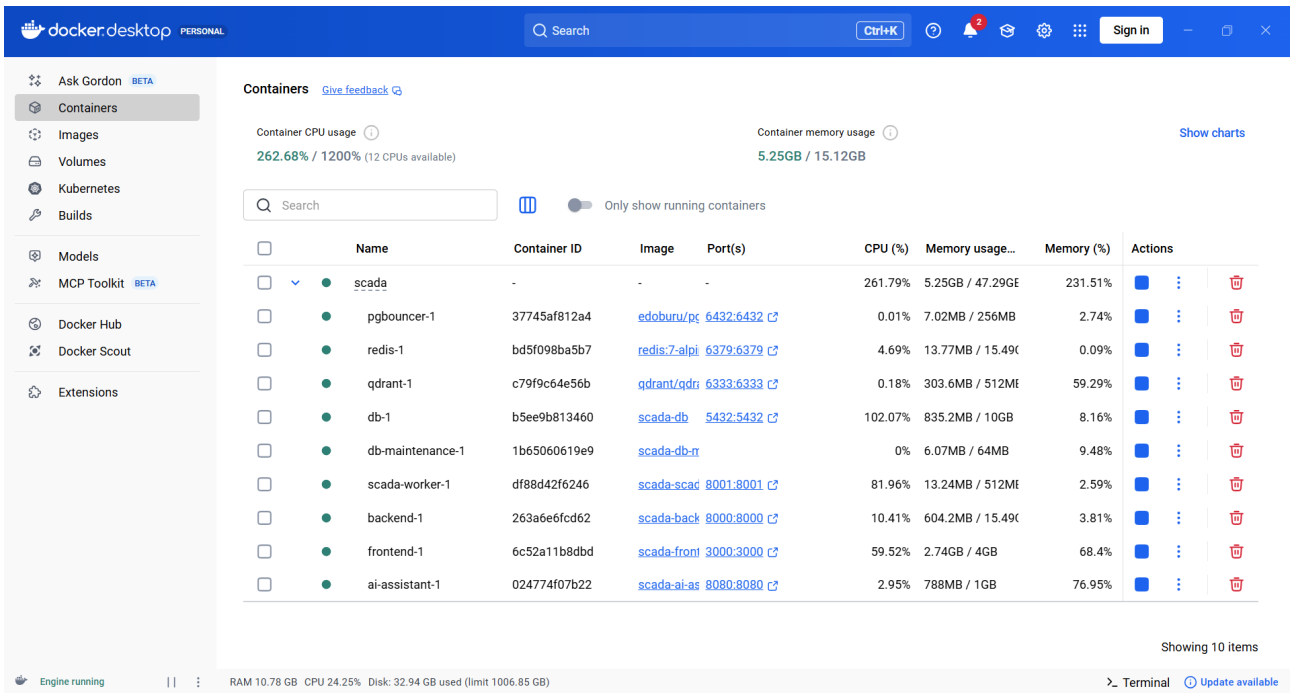 docker.desktop PERSONAL
Search Ctrl+K
2
Sign in
Ask Gordon BETA
Containers
Images
Volumes
Kubernetes
Builds
Models
MCP Toolkit BETA
Docker Hub
Docker Scout
Extensions
Containers Give feedback
Container CPU usage
262.68% / 1200% (12 CPUs available)
Container memory usage
5.25GB / 15.12GB
Show charts
Search
Only show running containers
Name Container ID Image Port(s) CPU (%) Memory usage... Memory (%) Actions
scada - - - 261.79% 5.25GB / 47.29GE 231.51%
pgbouncer-1 37745af812a4 edoburu/pg 6432:6432 0.01% 7.02MB / 256MB 2.74%
redis-1 bd5f098ba5b7 redis:7-alpi 6379:6379 4.69% 13.77MB / 15.49( 0.09%
qdrant-1 c79f9c64e56b qdrant/qdra 6333:6333 0.18% 303.6MB / 512ME 59.29%
db-1 b5ee9b813460 scada-db 5432:5432 102.07% 835.2MB / 10GB 8.16%
db-maintenance-1 1b65060619e9 scada-db-m 0% 6.07MB / 64MB 9.48%
scada-worker-1 df88d42f6246 scada-scad 8001:8001 81.96% 13.24MB / 512ME 2.59%
backend-1 263a6e6fcd62 scada-back 8000:8000 10.41% 604.2MB / 15.49( 3.81%
frontend-1 6c52a11b8dbd scada-front 3000:3000 59.52% 2.74GB / 4GB 68.4%
ai-assistant-1 024774f07b22 scada-ai-as 8080:8080 2.95% 788MB / 1GB 76.95%
Showing 10 items
Engine running
RAM 10.78 GB CPU 24.25% Disk: 32.94 GB used (limit 1006.85 GB)
Terminal
Update available